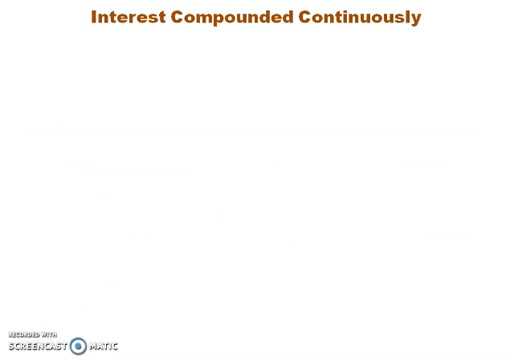 Interest Compounded Continuously
RECORDED WITH
SCREENCAST MATIC